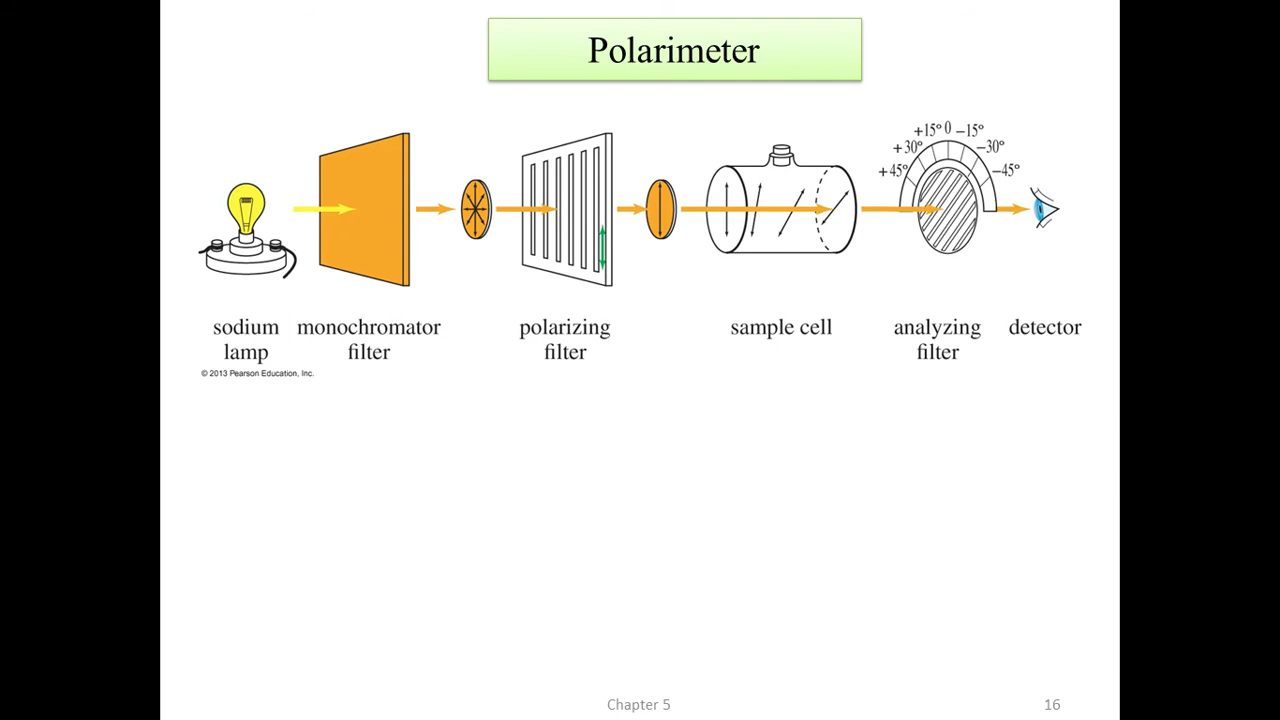 Polarimeter
+15° 0 −15°
+30° −30°
+45° −45°
sodium lamp
monochromator filter
polarizing filter
sample cell
analyzing filter
detector
© 2013 Pearson Education, Inc.
Chapter 5
16